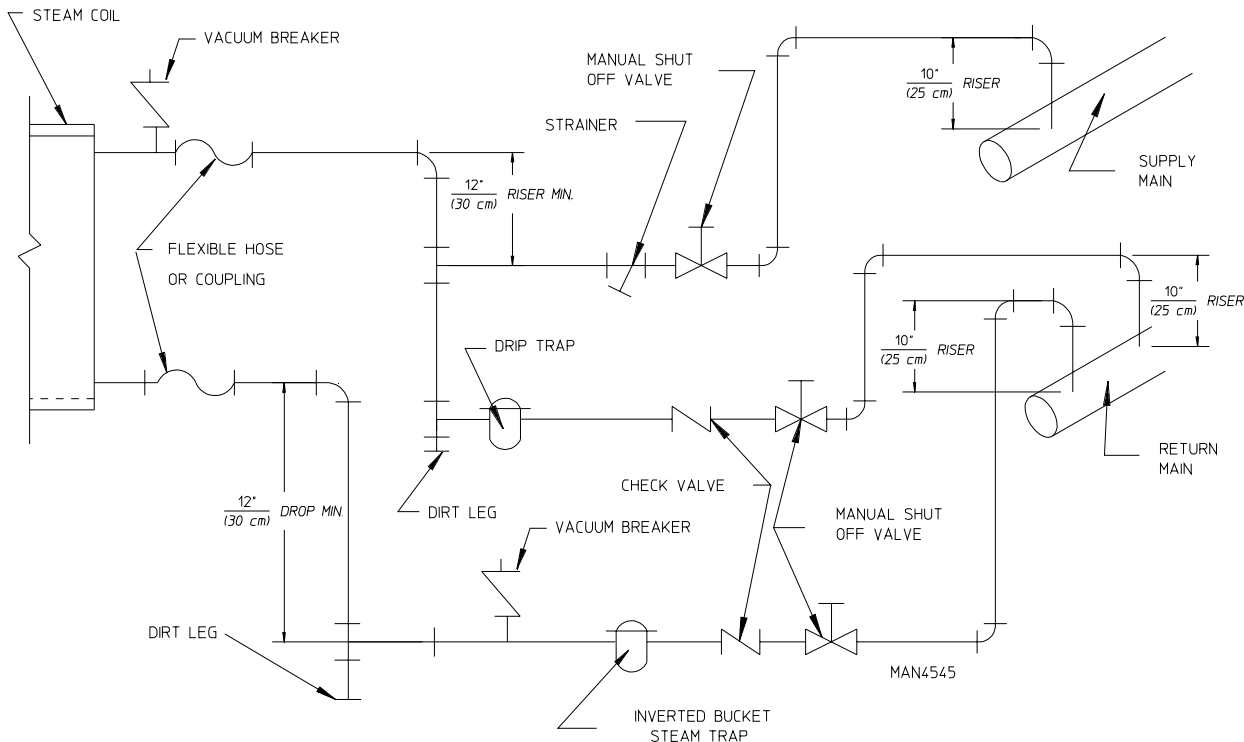 STEAM COIL
VACUUM BREAKER
MANUAL SHUT
OFF VALVE
10"
(25 cm) RISER
STRAINER
SUPPLY
MAIN
12"
(30 cm) RISER MIN.
FLEXIBLE HOSE
OR COUPLING
10"
(25 cm) RISER
10"
(25 cm) RISER
DRIP TRAP
RETURN
MAIN
CHECK VALVE
12"
(30 cm) DROP MIN.
DIRT LEG
MANUAL SHUT
OFF VALVE
VACUUM BREAKER
DIRT LEG
MAN4545
INVERTED BUCKET
STEAM TRAP